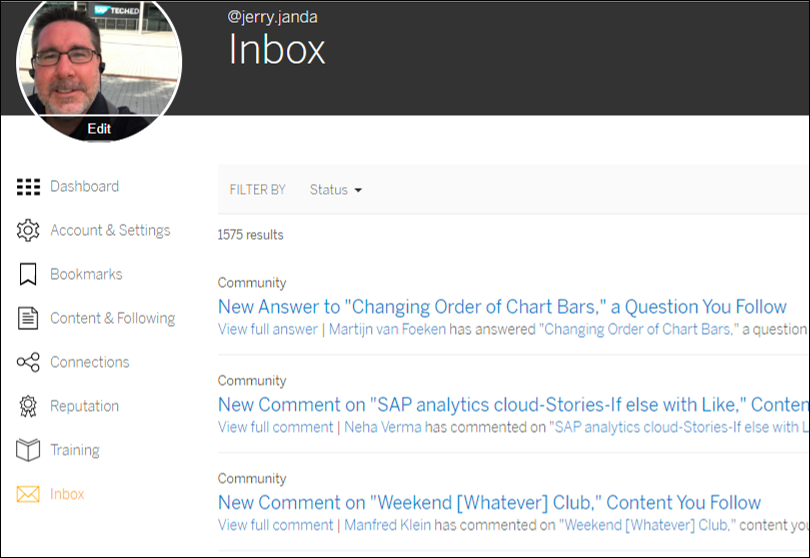 SAP TECHED
@jerry.janda
Inbox
Edit
Dashboard
Account & Settings
Bookmarks
Content & Following
Connections
Reputation
Training
Inbox
FILTER BY Status
1575 results
Community
New Answer to "Changing Order of Chart Bars," a Question You Follow
View full answer | Martijn van Foeken has answered "Changing Order of Chart Bars," a question
Community
New Comment on "SAP analytics cloud-Stories-If else with Like," Conten
View full comment | Neha Verma has commented on "SAP analytics cloud-Stories-If else with L
Community
New Comment on "Weekend [Whatever] Club," Content You Follow
View full comment | Manfred Klein has commented on "Weekend [Whatever] Club," content you